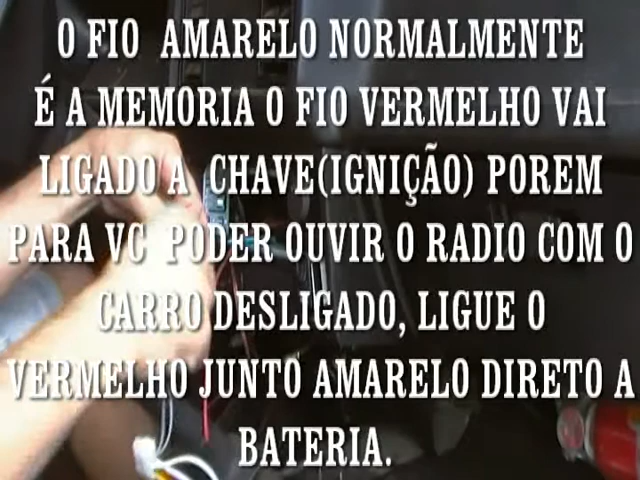 O FIO AMARELO NORMALMENTE
É A MEMORIA O FIO VERMELHO VAI
LIGADO A CHAVE(IGNIÇÃO) POREM
PARA VC PODER OUVIR O RADIO COM O
CARRO DESLIGADO, LIGUE O
VERMELHO JUNTO AMARELO DIRETO A
BATERIA.